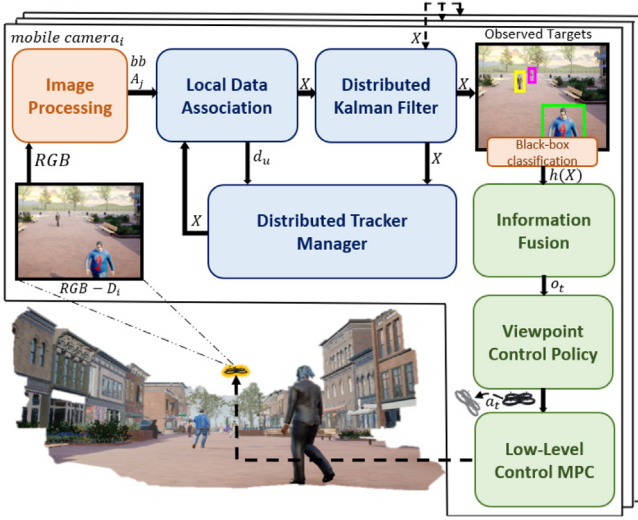 mobile camera_i
X
Observed Targets
bb
A_j
Image
Processing
Local Data
Association
X
Distributed
Kalman Filter
X
X
Black-box
classification
RGB
d_u
X
h(X)
X
Distributed Tracker
Manager
Information
Fusion
RGB − D_i
o_t
Viewpoint
Control Policy
a_t
Low-Level
Control MPC